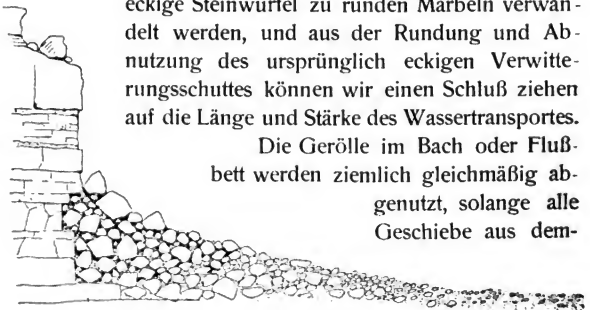 eckige Steinwürfel zu runden Marbeln verwan-
delt werden, und aus der Rundung und Ab-
nutzung des ursprünglich eckigen Verwitte-
rungsschuttes können wir einen Schluß ziehen
auf die Länge und Stärke des Wassertransportes.
Die Gerölle im Bach oder Fluß-
bett werden ziemlich gleichmäßig ab-
genutzt, solange alle
Geschiebe aus dem-